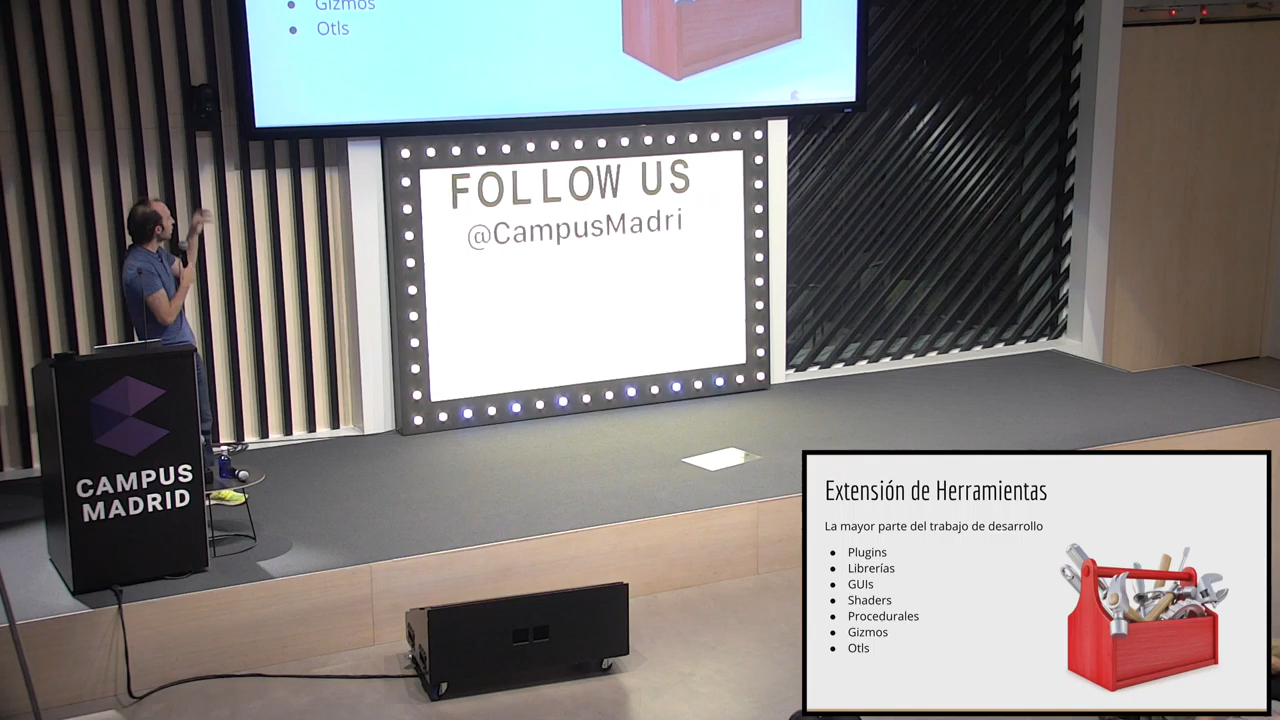 Gizmos
Otls
FOLLOW US
@CampusMadri
CAMPUS
MADRID
Extensión de Herramientas
La mayor parte del trabajo de desarrollo
• Plugins
• Librerías
• GUIs
• Shaders
• Procedurales
• Gizmos
• Otls